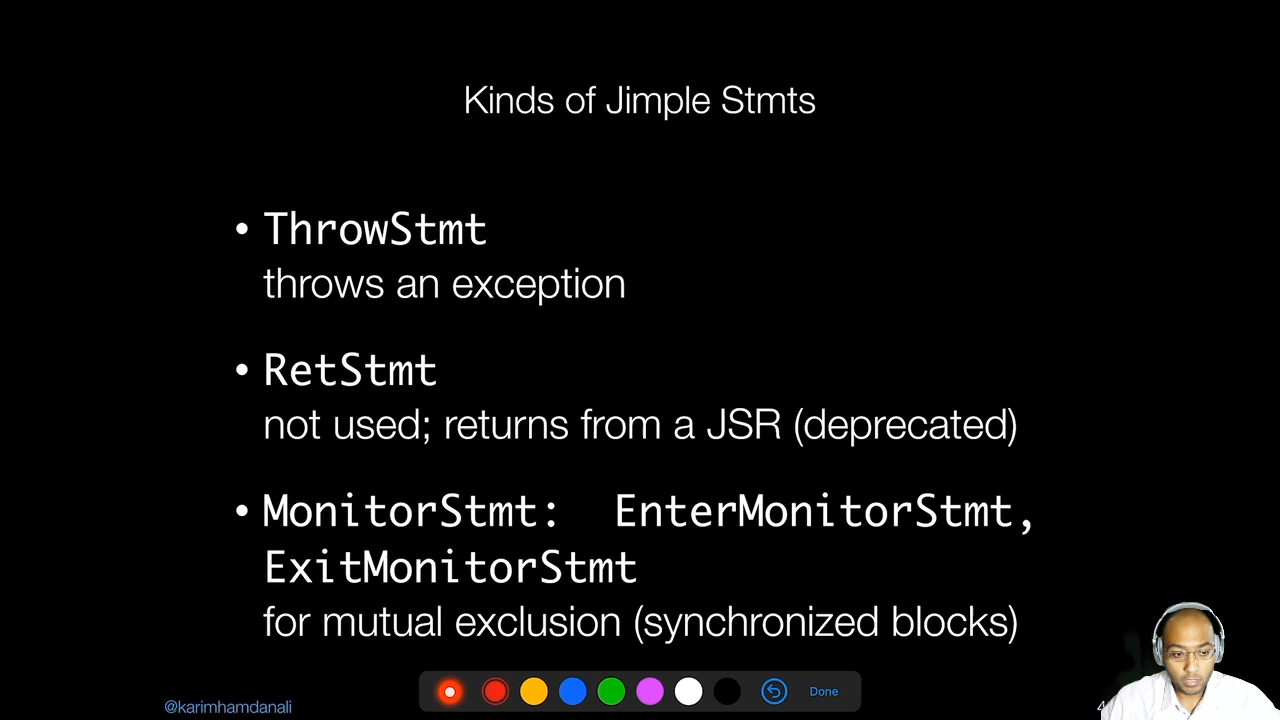 Kinds of Jimple Stmts
• ThrowStmt
throws an exception
• RetStmt
not used; returns from a JSR (deprecated)
• MonitorStmt: EnterMonitorStmt,
ExitMonitorStmt
for mutual exclusion (synchronized blocks)
Done
@karimhamdanali